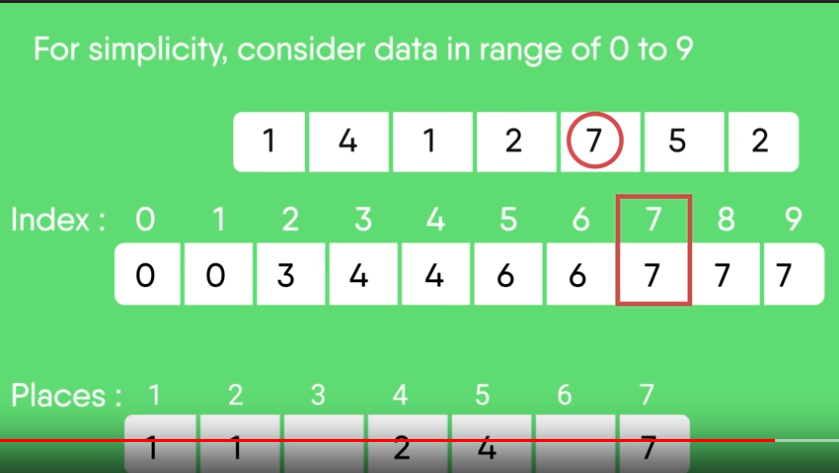 For simplicity, consider data in range of 0 to 9
1 4 1 2 7 5 2
Index : 0 1 2 3 4 5 6 7 8 9
0 0 3 4 4 6 6 7 7 7
Places : 1 2 3 4 5 6 7
1 1 2 4 7